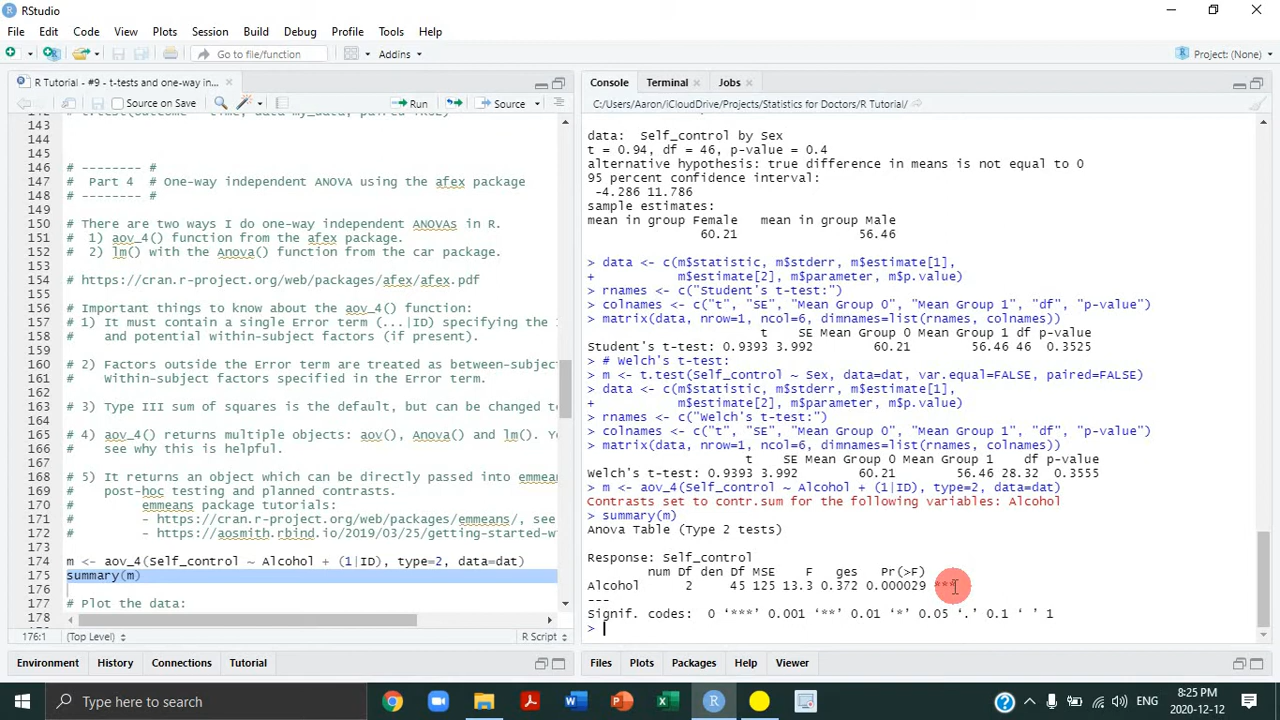 RStudio
File Edit Code View Plots Session Build Debug Profile Tools Help
Go to file/function Addins Project: (None)
R Tutorial - #9 - t-tests and one-way in...
Source on Save Run Source
142
143
144
145
146 # -------- #
147 # Part 4 # One-way independent ANOVA using the afex package
148 # -------- #
149
150 # There are two ways I do one-way independent ANOVAs in R.
151 # 1) aov_4() function from the afex package.
152 # 2) lm() with the Anova() function from the car package.
153
154 # https://cran.r-project.org/web/packages/afex/afex.pdf
155
156 # Important things to know about the aov_4() function:
157 # 1) It must contain a single Error term (...|ID) specifying the
158 # and potential within-subject factors (if present).
159
160 # 2) Factors outside the Error term are treated as between-subject
161 # within-subject factors specified in the Error term.
162
163 # 3) Type III sum of squares is the default, but can be changed t
164
165 # 4) aov_4() returns multiple objects: aov(), Anova() and lm().
166 # see why this is helpful.
167
168 # 5) It returns an object which can be directly passed into emmeans
169 # post-hoc testing and planned contrasts.
170 # emmeans package tutorials:
171 # - https://cran.r-project.org/web/packages/emmeans/, see
172 # - https://aosmith.rbind.io/2019/03/25/getting-started-w
173
174 m <- aov_4(Self_control ~ Alcohol + (1|ID), type=2, data=dat)
175 summary(m)
176
177 # Plot the data:
178
176:1 (Top Level) R Script
Environment History Connections Tutorial
Console Terminal Jobs
C:/Users/Aaron/iCloudDrive/Projects/Statistics for Doctors/R Tutorial/
data: Self_control by Sex
t = 0.94, df = 46, p-value = 0.4
alternative hypothesis: true difference in means is not equal to 0
95 percent confidence interval:
-4.286 11.786
sample estimates:
mean in group Female mean in group Male
60.21 56.46
> data <- c(m$statistic, m$stderr, m$estimate[1],
+ m$estimate[2], m$parameter, m$p.value)
> rnames <- c("Student's t-test:")
> colnames <- c("t", "SE", "Mean Group 0", "Mean Group 1", "df", "p-value")
> matrix(data, nrow=1, ncol=6, dimnames=list(rnames, colnames))
t SE Mean Group 0 Mean Group 1 df p-value
Student's t-test: 0.9393 3.992 60.21 56.46 46 0.3525
> # Welch's t-test:
> m <- t.test(Self_control ~ Sex, data=dat, var.equal=FALSE, paired=FALSE)
> data <- c(m$statistic, m$stderr, m$estimate[1],
+ m$estimate[2], m$parameter, m$p.value)
> rnames <- c("Welch's t-test:")
> colnames <- c("t", "SE", "Mean Group 0", "Mean Group 1", "df", "p-value")
> matrix(data, nrow=1, ncol=6, dimnames=list(rnames, colnames))
t SE Mean Group 0 Mean Group 1 df p-value
Welch's t-test: 0.9393 3.992 60.21 56.46 28.32 0.3555
> m <- aov_4(Self_control ~ Alcohol + (1|ID), type=2, data=dat)
Contrasts set to contr.sum for the following variables: Alcohol
> summary(m)
Anova Table (Type 2 tests)
Response: Self_control
num Df den Df MSE F ges Pr(>F)
Alcohol 2 45 125 13.3 0.372 0.000029 ***
---
Signif. codes: 0 ‘***’ 0.001 ‘**’ 0.01 ‘*’ 0.05 ‘.’ 0.1 ‘ ’ 1
>
Files Plots Packages Help Viewer
Type here to search
ENG
8:25 PM
2020-12-12